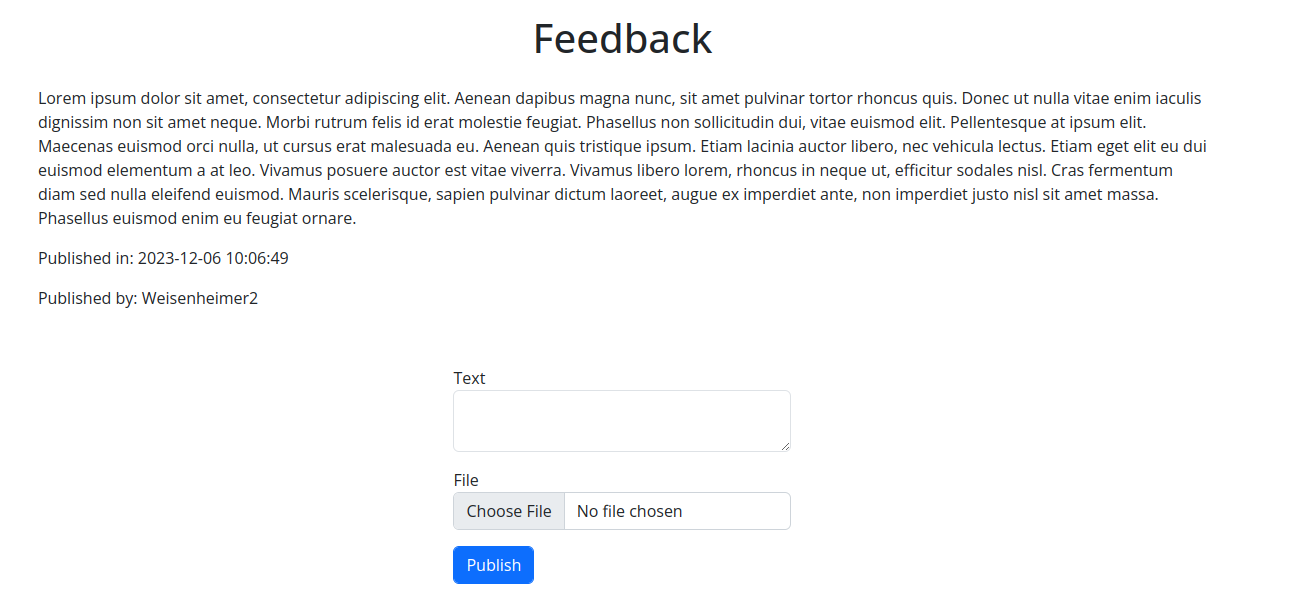 Feedback
Lorem ipsum dolor sit amet, consectetur adipiscing elit. Aenean dapibus magna nunc, sit amet pulvinar tortor rhoncus quis. Donec ut nulla vitae enim iaculis
dignissim non sit amet neque. Morbi rutrum felis id erat molestie feugiat. Phasellus non sollicitudin dui, vitae euismod elit. Pellentesque at ipsum elit.
Maecenas euismod orci nulla, ut cursus erat malesuada eu. Aenean quis tristique ipsum. Etiam lacinia auctor libero, nec vehicula lectus. Etiam eget elit eu dui
euismod elementum a at leo. Vivamus posuere auctor est vitae viverra. Vivamus libero lorem, rhoncus in neque ut, efficitur sodales nisl. Cras fermentum
diam sed nulla eleifend euismod. Mauris scelerisque, sapien pulvinar dictum laoreet, augue ex imperdiet ante, non imperdiet justo nisl sit amet massa.
Phasellus euismod enim eu feugiat ornare.
Published in: 2023-12-06 10:06:49
Published by: Weisenheimer2
Text
File
Choose File No file chosen
Publish